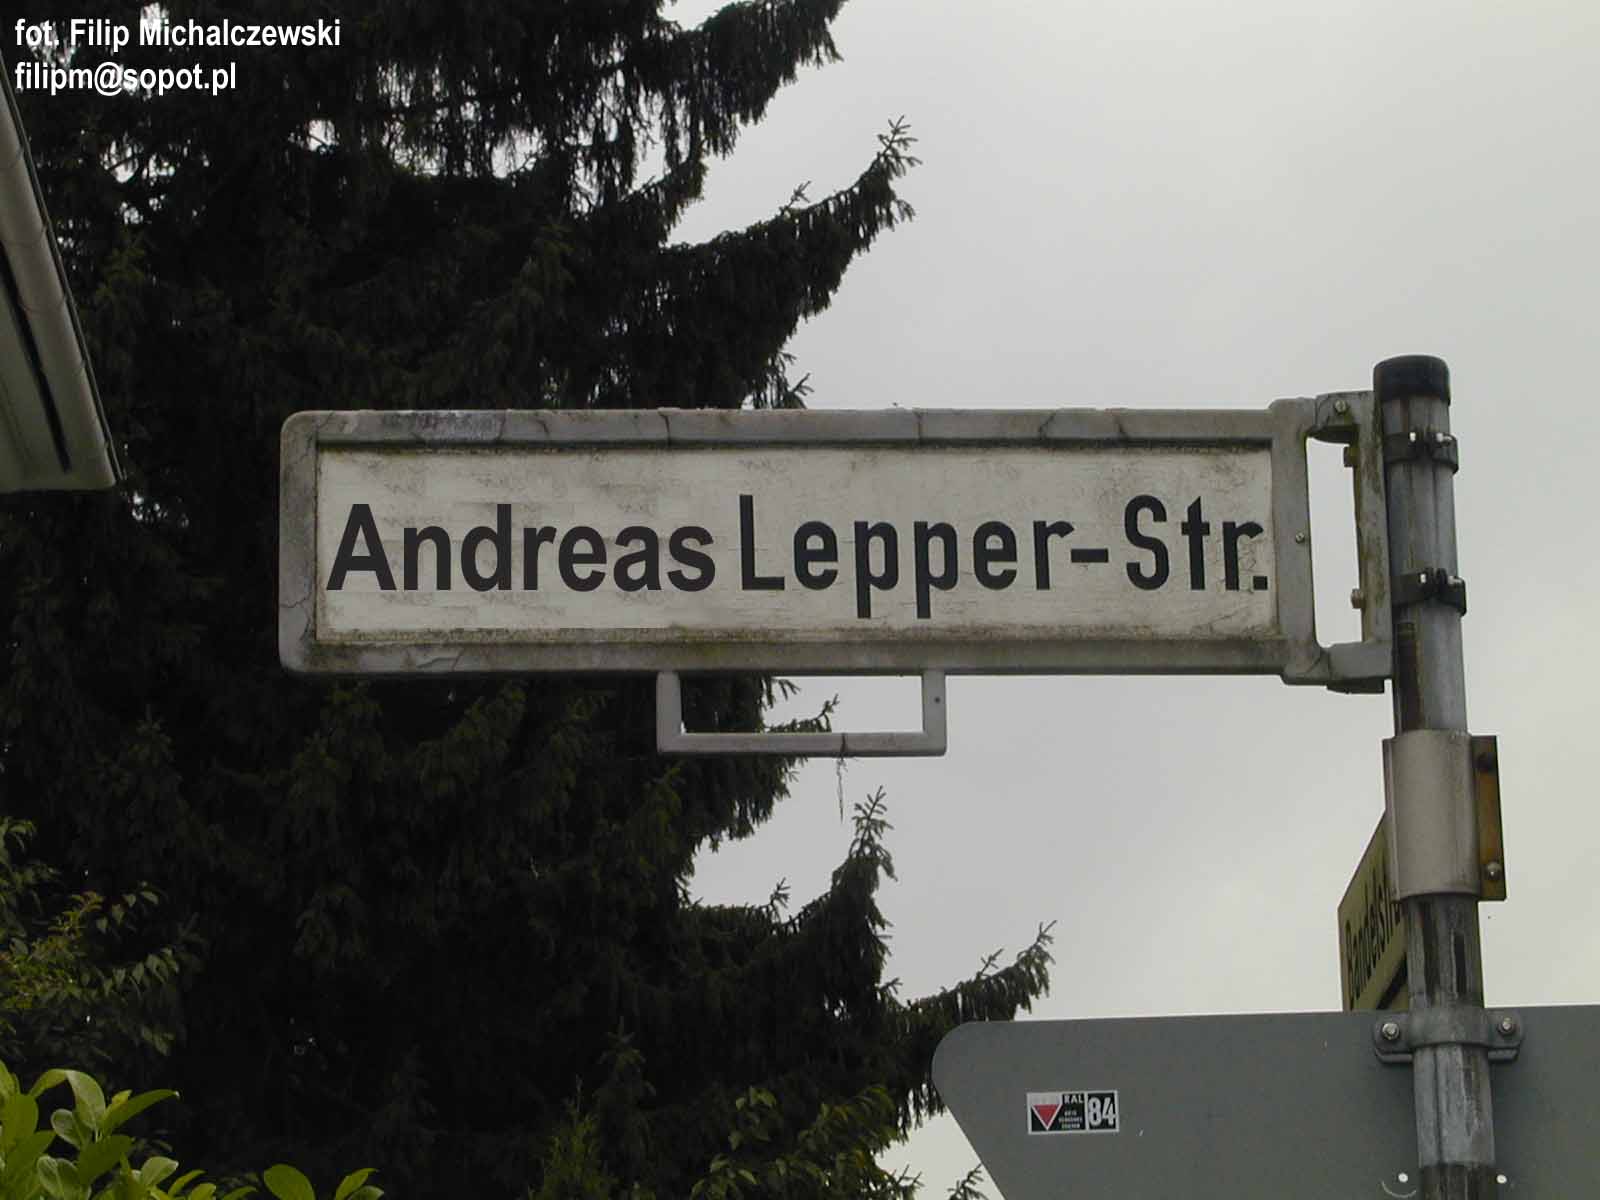 fot. Filip Michalczewski
filipm@sopot.pl
Andreas Lepper-Str.
RAL
84